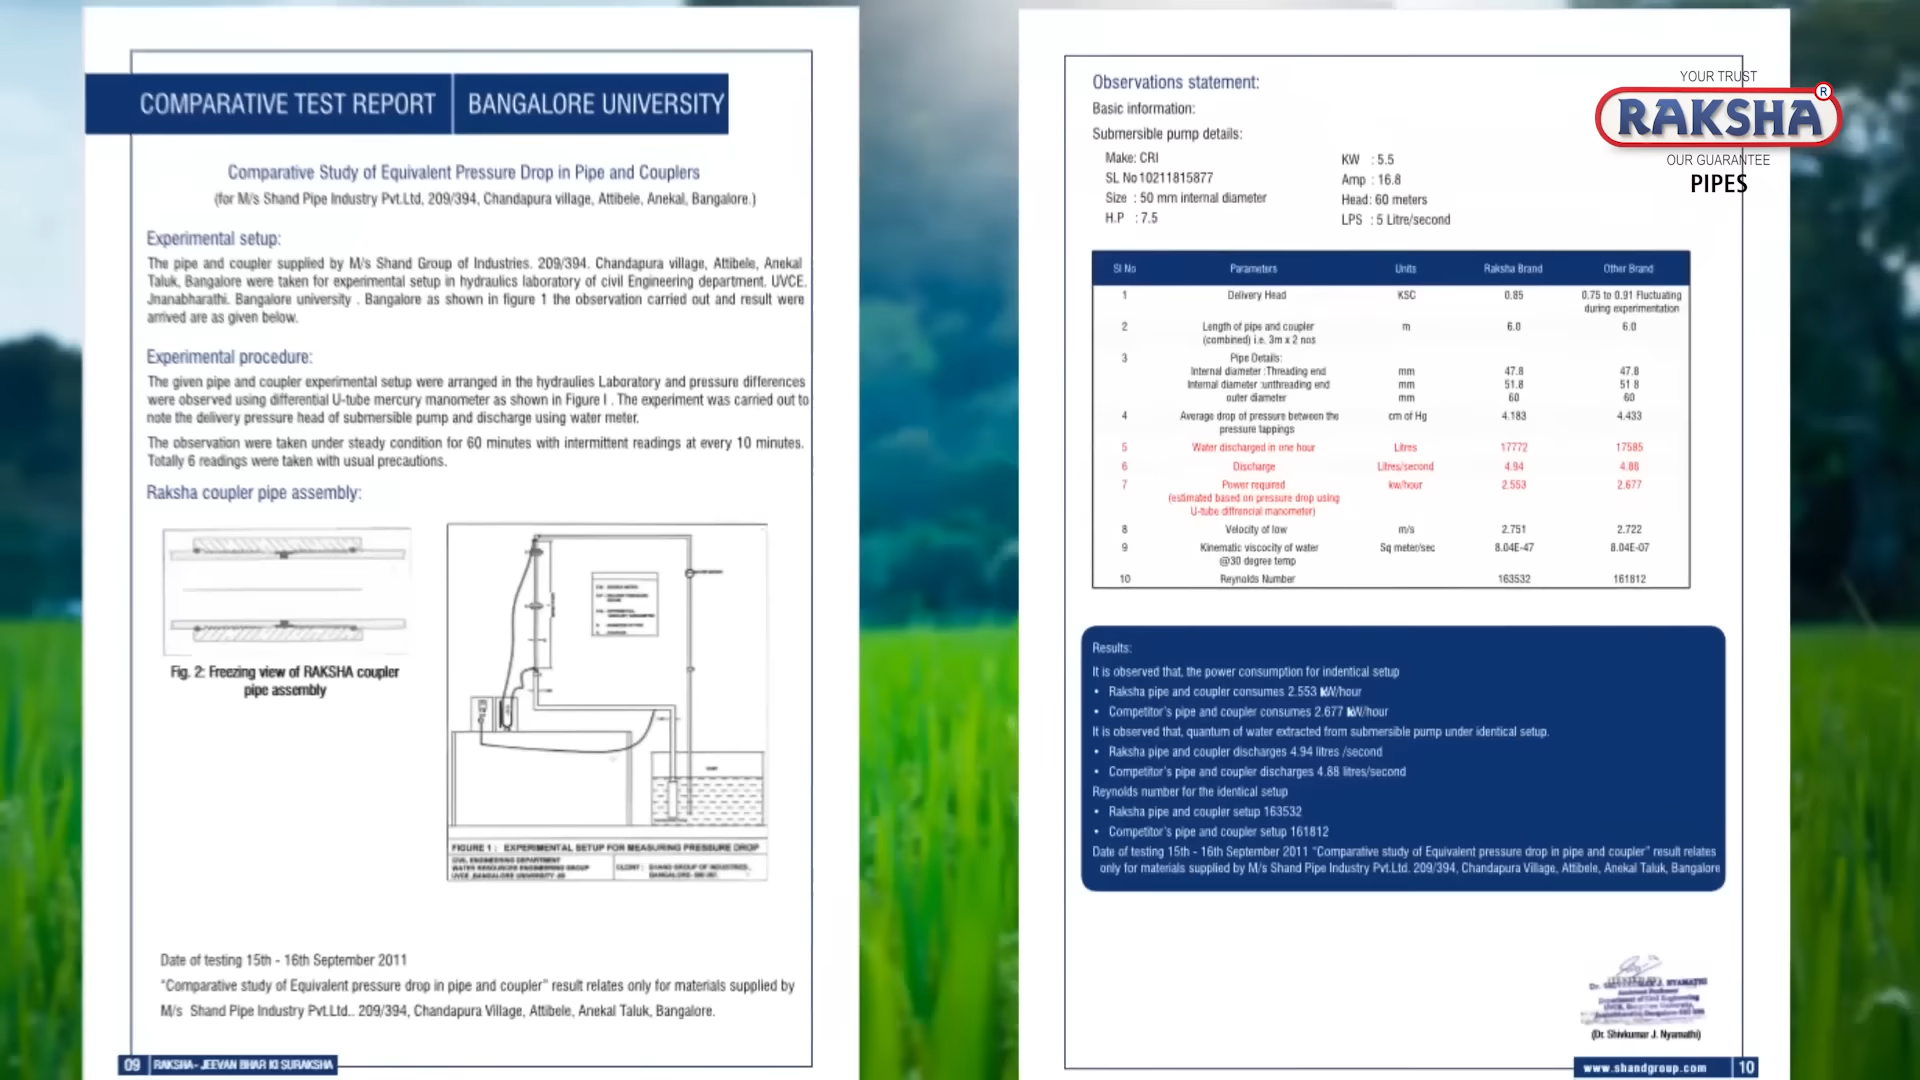 COMPARATIVE TEST REPORT BANGALORE UNIVERSITY
Comparative Study of Equivalent Pressure Drop in Pipe and Couplers
(for M/s Shand Pipe Industry Pvt.Ltd, 209/394, Chandapura village, Attibele, Anekal, Bangalore.)
Experimental setup:
The pipe and coupler supplied by M/s Shand Group of Industries. 209/394. Chandapura village, Attibele, Anekal
Taluk, Bangalore were taken for experimental setup in hydraulics laboratory of civil Engineering department. UVCE.
Jnanabharathi. Bangalore university . Bangalore as shown in figure 1 the observation carried out and result were
arrived are as given below.
Experimental procedure:
The given pipe and coupler experimental setup were arranged in the hydraulies Laboratory and pressure differences
were observed using differential U-tube mercury manometer as shown in Figure I . The experiment was carried out to
note the delivery pressure head of submersible pump and discharge using water meter.
The observation were taken under steady condition for 60 minutes with intermittent readings at every 10 minutes.
Totally 6 readings were taken with usual precautions.
Raksha coupler pipe assembly:
Fig. 2: Freezing view of RAKSHA coupler
pipe assembly
FIGURE 1 : EXPERIMENTAL SETUP FOR MEASURING PRESSURE DROP
CIVIL ENGINEERING DEPARTMENT
WATER RESOURCES ENGINEERING GROUP
UVCE, BANGALORE UNIVERSITY
CLIENT : SHAND GROUP OF INDUSTRIES,
BANGALORE
Date of testing 15th - 16th September 2011
"Comparative study of Equivalent pressure drop in pipe and coupler" result relates only for materials supplied by
M/s Shand Pipe Industry Pvt.Ltd.. 209/394, Chandapura Village, Attibele, Anekal Taluk, Bangalore.
09 RAKSHA- JEEVAN BHAR KI SURAKSHA
Observations statement:
Basic information:
Submersible pump details:
Make: CRI KW : 5.5
SL No 10211815877 Amp : 16.8
Size : 50 mm internal diameter Head: 60 meters
H.P : 7.5 LPS : 5 Litre/second
YOUR TRUST
RAKSHA ®
OUR GUARANTEE
PIPES
Sl No Parameters Units Raksha Brand Other Brand
1 Delivery Head KSC 0.85 0.75 to 0.91 Fluctuating
during experimentation
2 Length of pipe and coupler m 6.0 6.0
(combined) i.e. 3m x 2 nos
3 Pipe Details:
Internal diameter :Threading end mm 47.8 47.8
Internal diameter :unthreading end mm 51.8 51 8
outer diameter mm 60 60
4 Average drop of pressure between the cm of Hg 4.183 4.433
pressure tappings
5 Water discharged in one hour Litres 17772 17585
6 Discharge Litres/second 4.94 4.88
7 Power required kw/hour 2.553 2.677
(estimated based on pressure drop using
U-tube diffrencial manometer)
8 Velocity of low m/s 2.751 2.722
9 Kinematic viscocity of water Sq meter/sec 8.04E-47 8.04E-07
@30 degree temp
10 Reynolds Number 163532 161812
Results:
It is observed that, the power consumption for indentical setup
• Raksha pipe and coupler consumes 2.553 kW/hour
• Competitor's pipe and coupler consumes 2.677 kW/hour
It is observed that, quantum of water extracted from submersible pump under identical setup.
• Raksha pipe and coupler discharges 4.94 litres /second
• Competitor's pipe and coupler discharges 4.88 litres/second
Reynolds number for the identical setup
• Raksha pipe and coupler setup 163532
• Competitor's pipe and coupler setup 161812
Date of testing 15th - 16th September 2011 "Comparative study of Equivalent pressure drop in pipe and coupler" result relates
only for materials supplied by M/s Shand Pipe Industry Pvt.Ltd. 209/394, Chandapura Village, Attibele, Anekal Taluk, Bangalore
(Dr. Shivkumar J. Nyamathi)
www.shandgroup.com 10